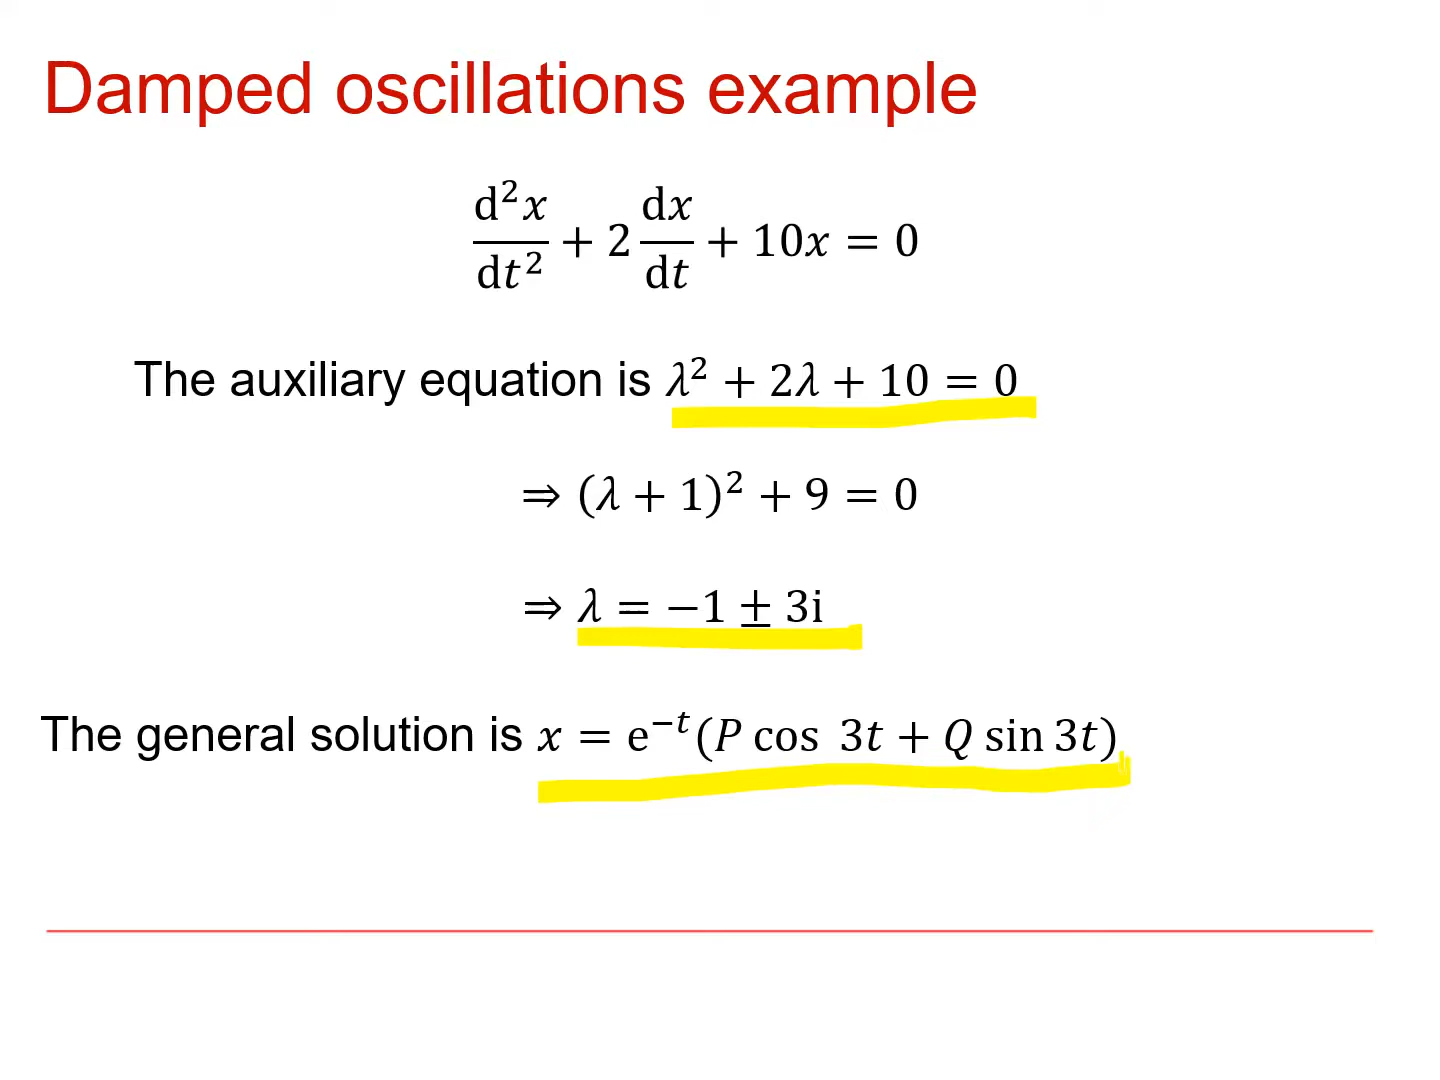 Damped oscillations example
d²x/dt² + 2 dx/dt + 10x = 0
The auxiliary equation is λ² + 2λ + 10 = 0
⇒ (λ + 1)² + 9 = 0
⇒ λ = −1 ± 3i
The general solution is x = e⁻ᵗ(P cos 3t + Q sin 3t)